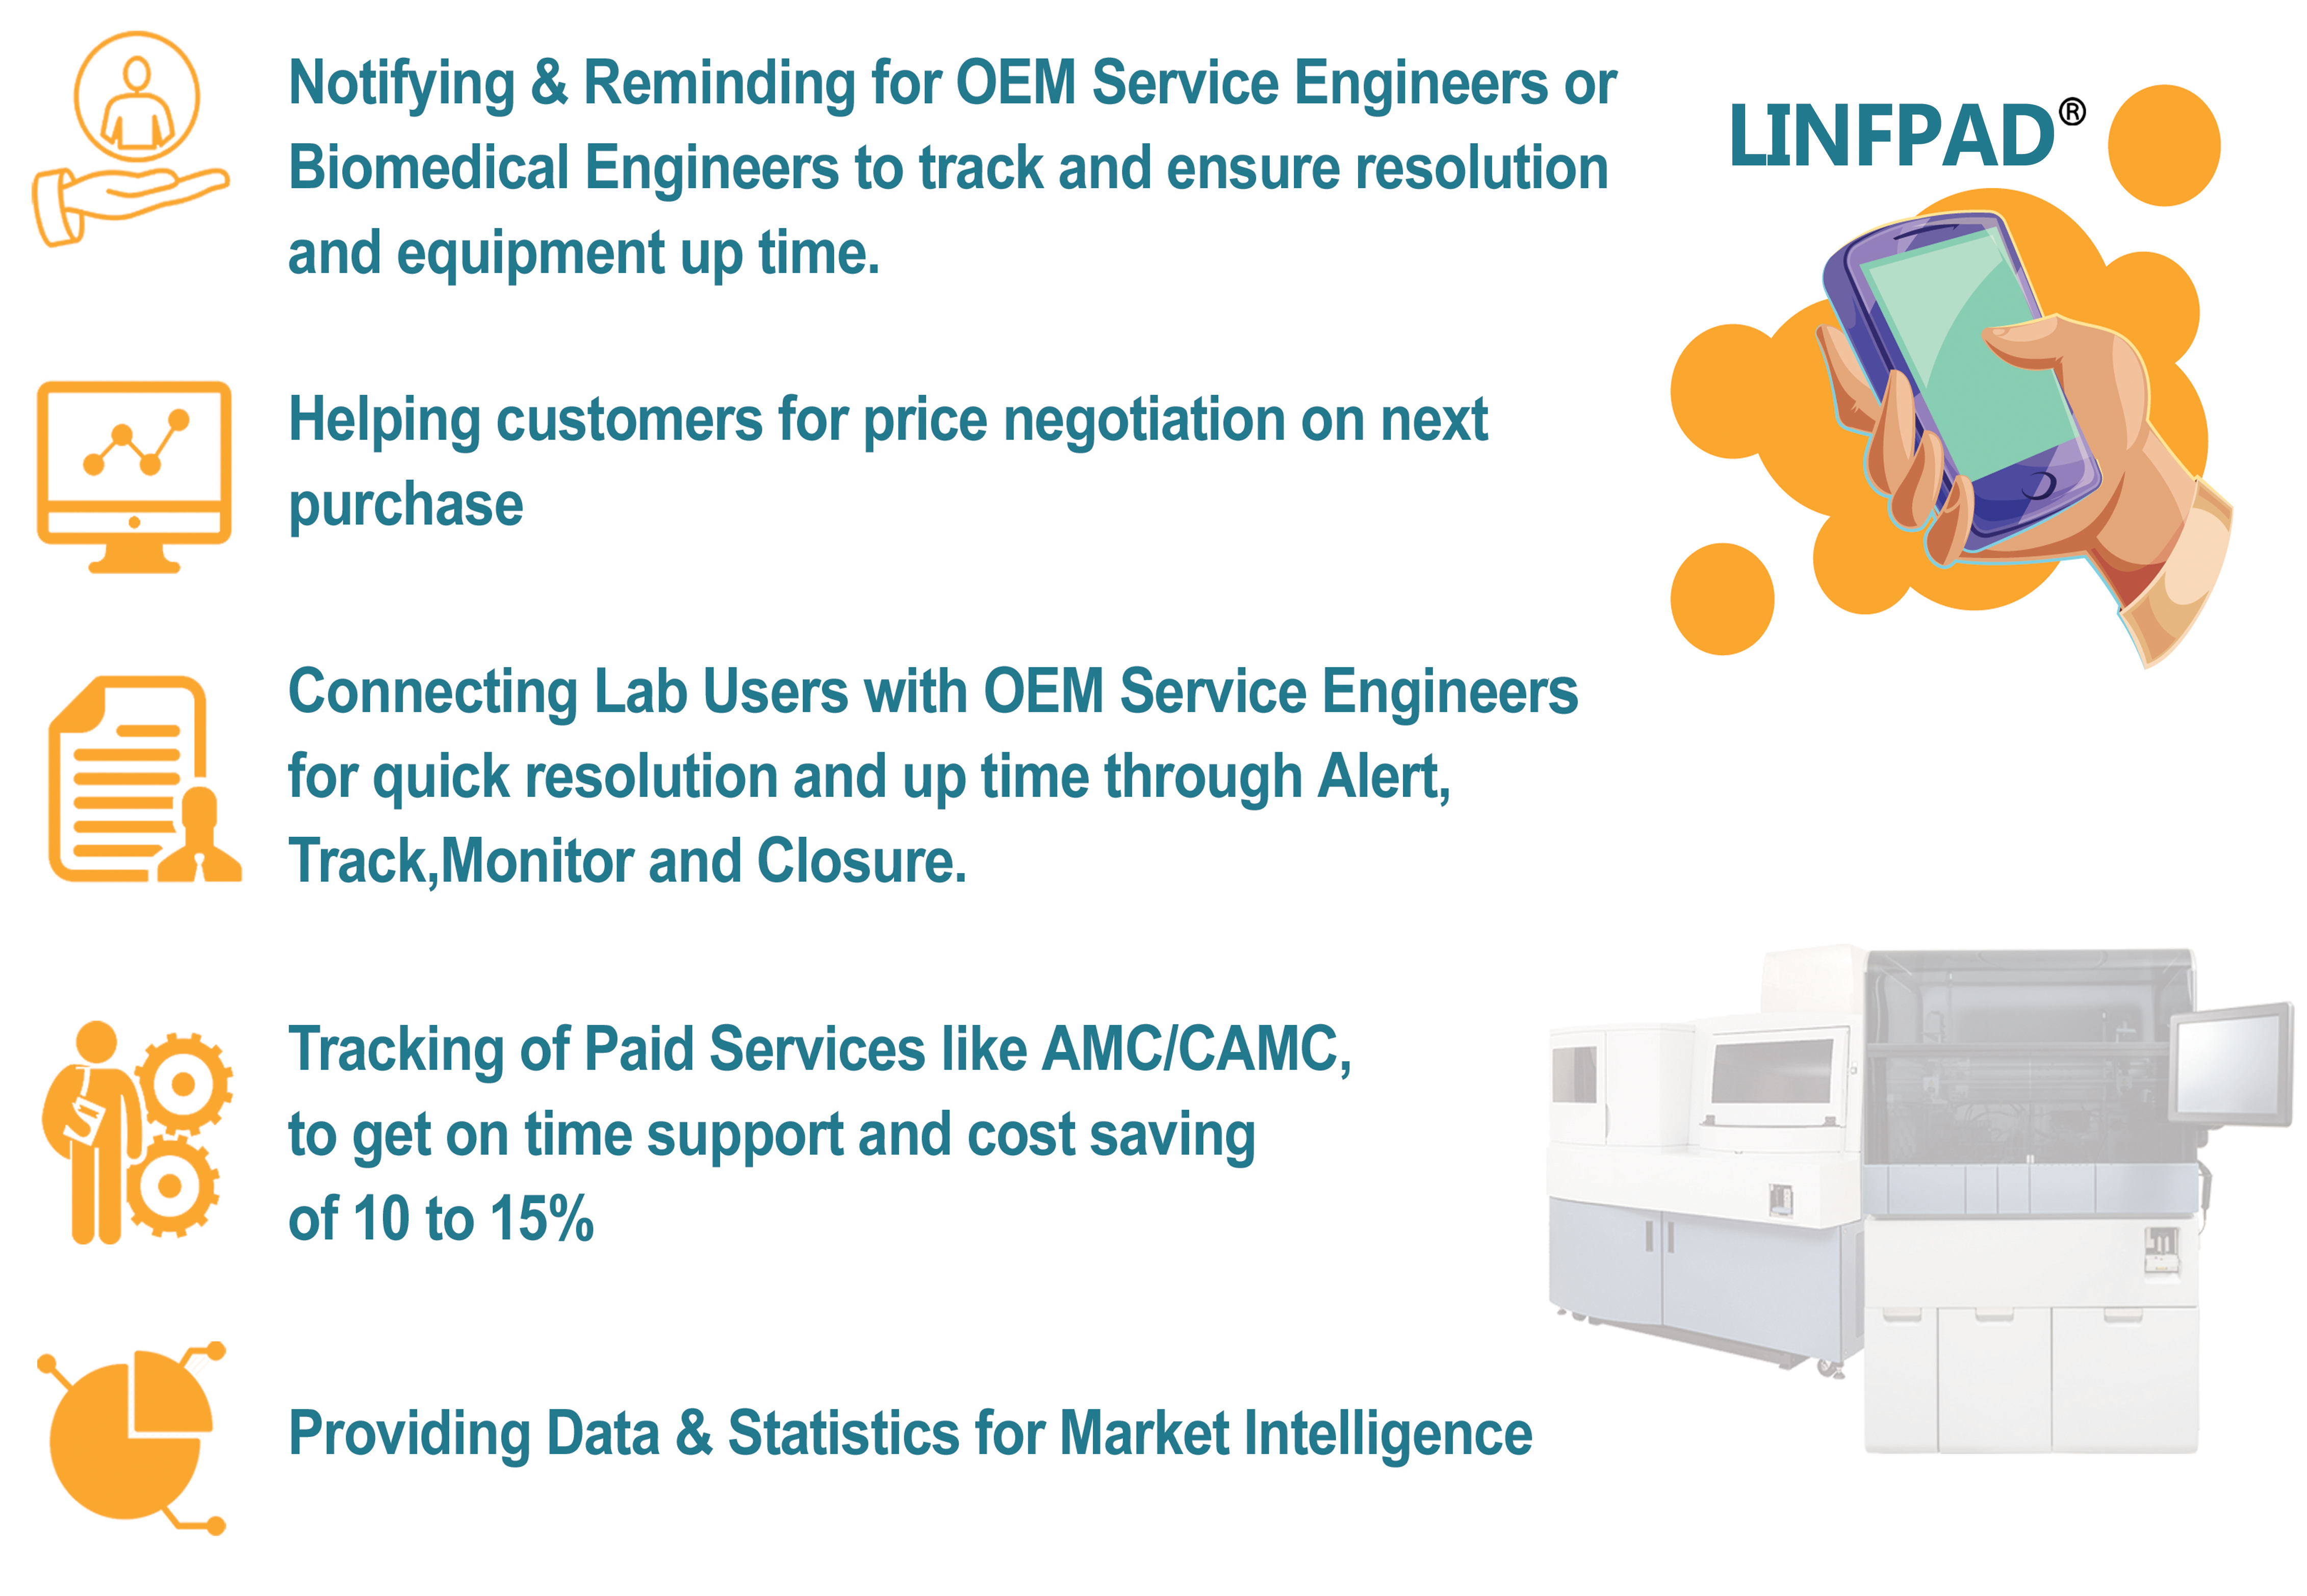 Notifying & Reminding for OEM Service Engineers or
Biomedical Engineers to track and ensure resolution
and equipment up time.
Helping customers for price negotiation on next
purchase
Connecting Lab Users with OEM Service Engineers
for quick resolution and up time through Alert,
Track,Monitor and Closure.
Tracking of Paid Services like AMC/CAMC,
to get on time support and cost saving
of 10 to 15%
Providing Data & Statistics for Market Intelligence
LINFPAD®